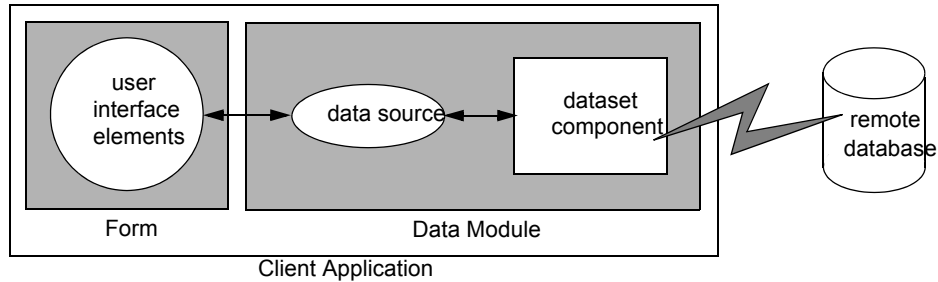 user
interface
elements
data source
dataset
component
remote
database
Form
Data Module
Client Application